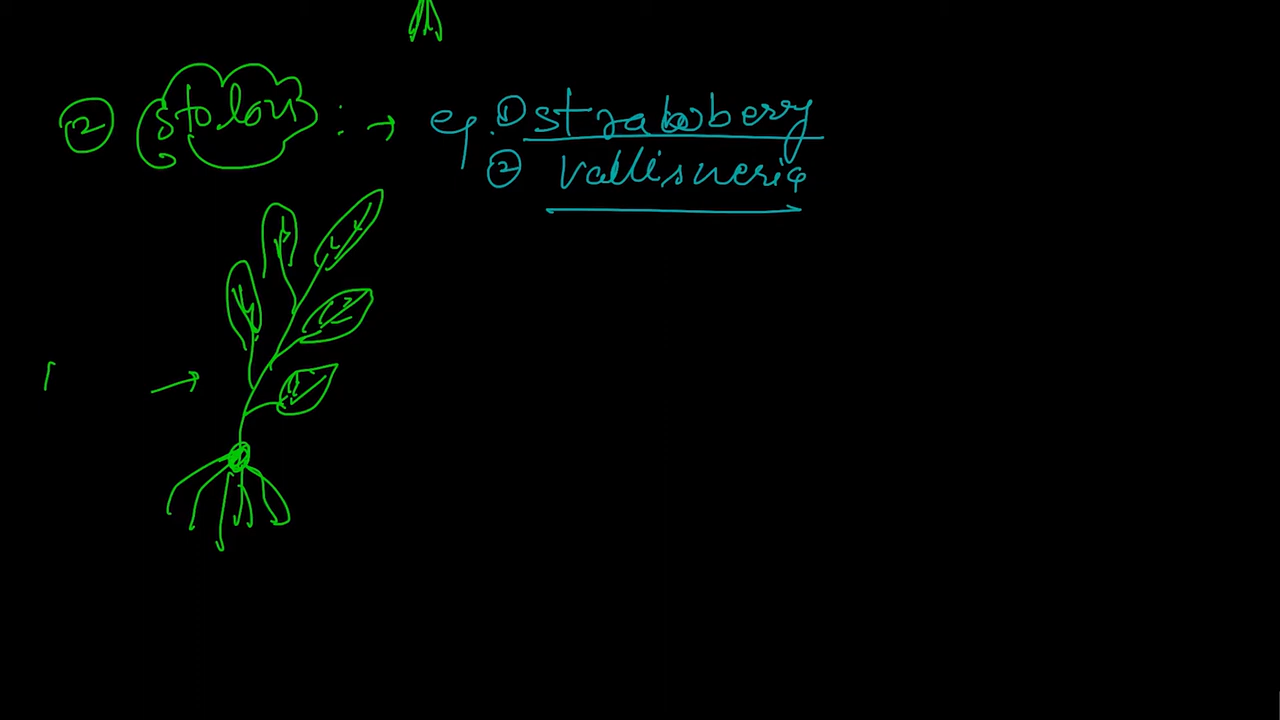 ② stolon : → eg. ① strawberry
② vallisneria